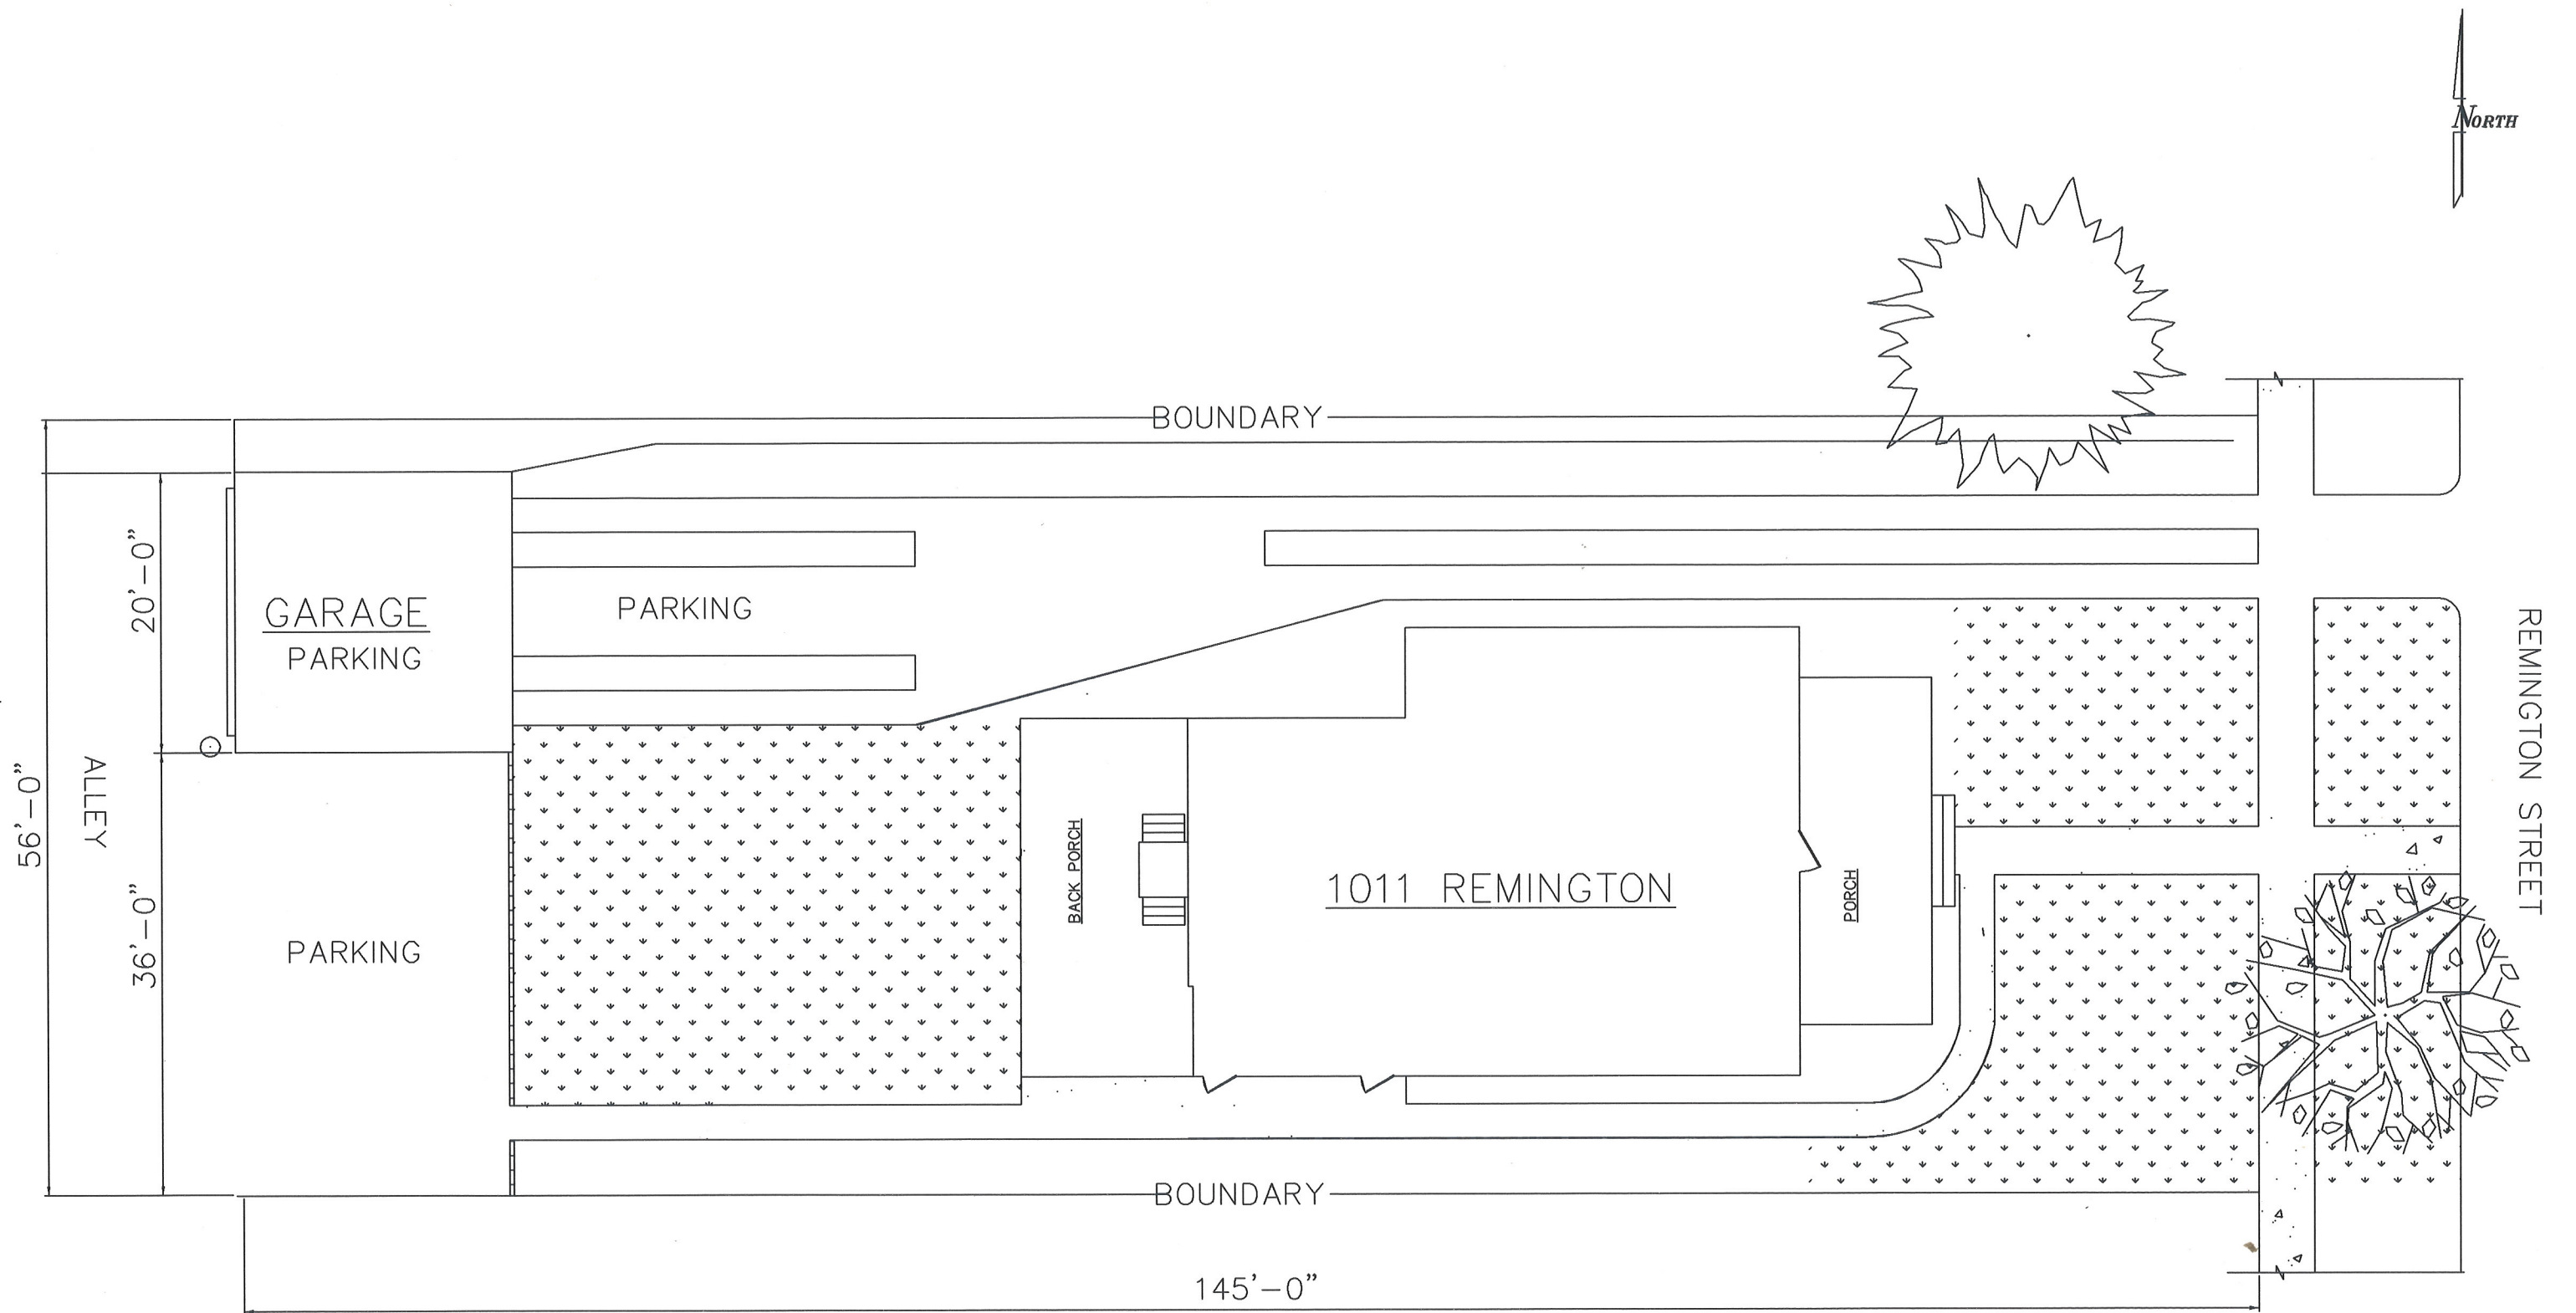 NORTH
BOUNDARY
20'-0"
GARAGE
PARKING
PARKING
REMINGTON STREET
ALLEY
56'-0"
36'-0"
PARKING
BACK PORCH
1011 REMINGTON
PORCH
BOUNDARY
145'-0"